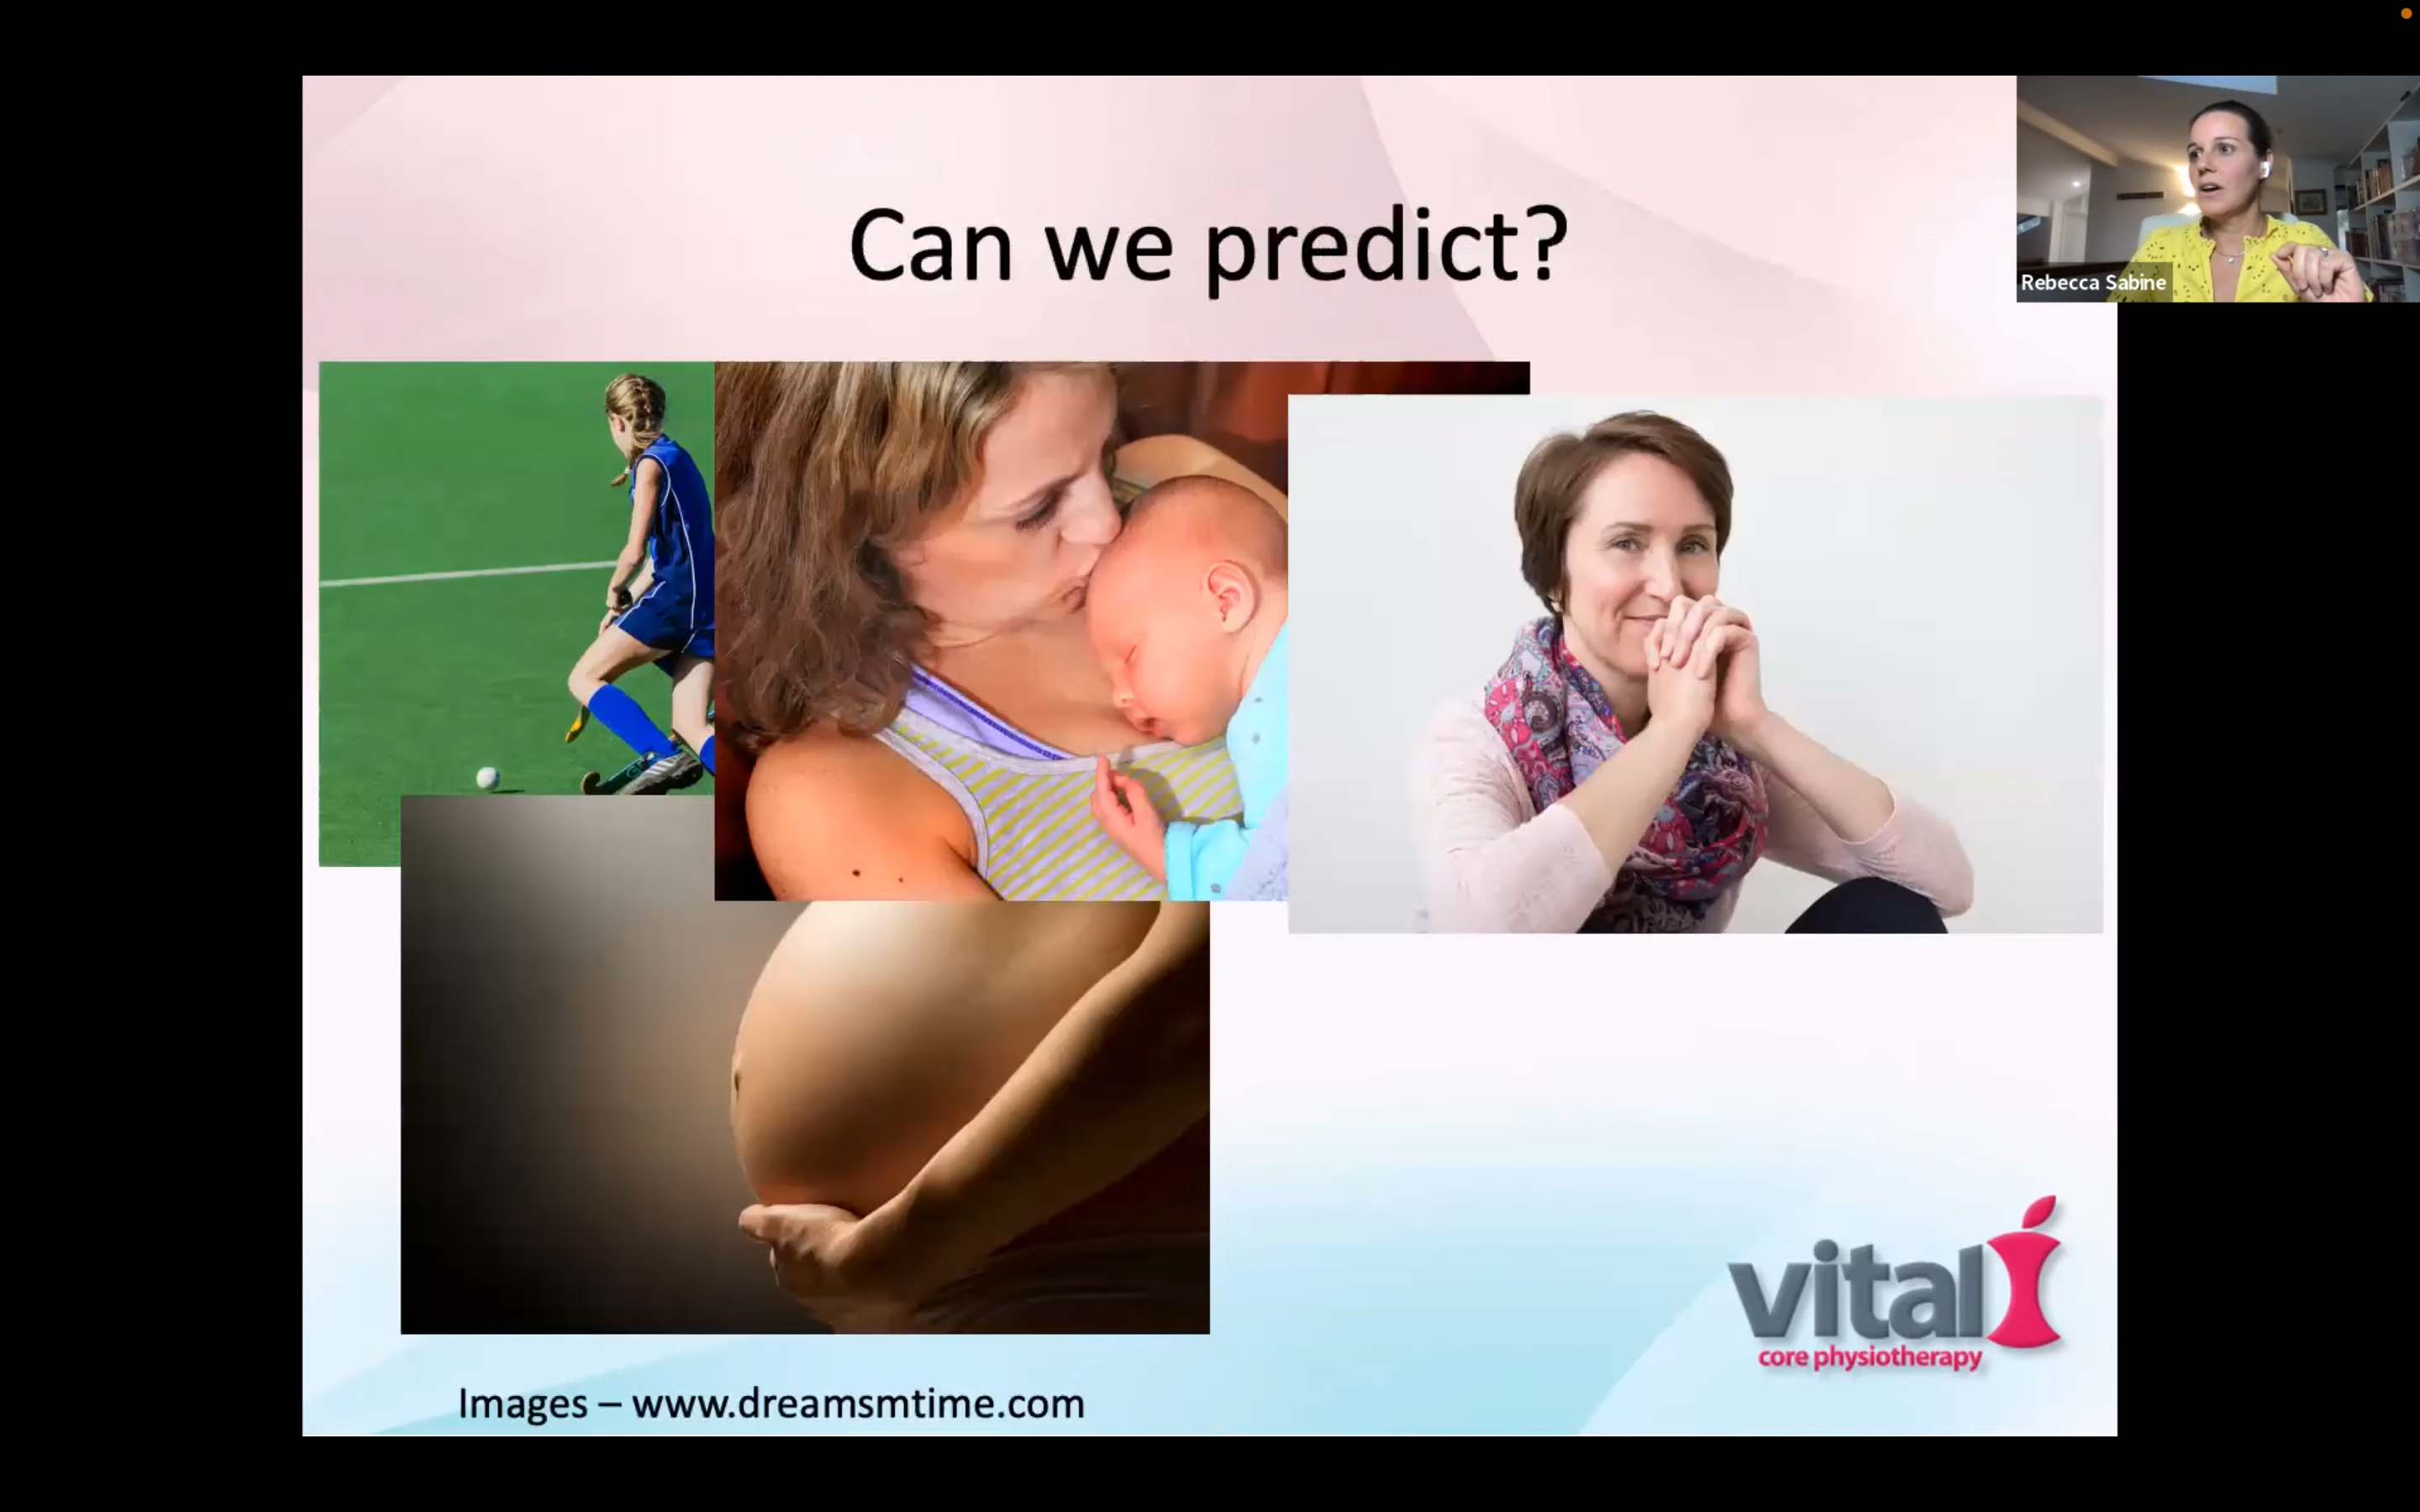 Can we predict?
Rebecca Sabine
vital
core physiotherapy
Images – www.dreamsmtime.com